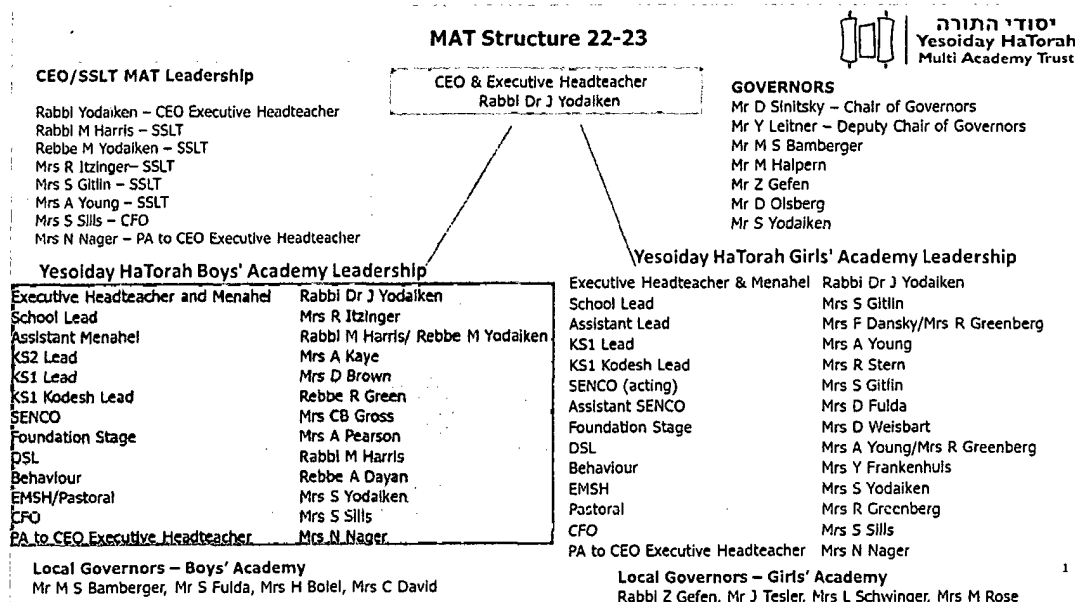 MAT Structure 22-23
יסודי התורה
Yesoiday HaTorah
Multi Academy Trust
CEO/SSLT MAT Leadership
Rabbi Yodaiken – CEO Executive Headteacher
Rabbi M Harris – SSLT
Rebbe M Yodaiken – SSLT
Mrs R Itzinger– SSLT
Mrs S Gitlin – SSLT
Mrs A Young – SSLT
Mrs S Sills – CFO
Mrs N Nager – PA to CEO Executive Headteacher
CEO & Executive Headteacher
Rabbi Dr J Yodaiken
GOVERNORS
Mr D Sinitsky – Chair of Governors
Mr Y Leitner – Deputy Chair of Governors
Mr M S Bamberger
Mr M Halpern
Mr Z Gefen
Mr D Olsberg
Mr S Yodaiken
Yesoiday HaTorah Boys' Academy Leadership
Executive Headteacher and Menahel Rabbi Dr J Yodaiken
School Lead Mrs R Itzinger
Assistant Menahel Rabbi M Harris/ Rebbe M Yodaiken
KS2 Lead Mrs A Kaye
KS1 Lead Mrs D Brown
KS1 Kodesh Lead Rebbe R Green
SENCO Mrs CB Gross
Foundation Stage Mrs A Pearson
DSL Rabbi M Harris
Behaviour Rebbe A Dayan
EMSH/Pastoral Mrs S Yodaiken
CFO Mrs S Sills
PA to CEO Executive Headteacher Mrs N Nager
Local Governors – Boys' Academy
Mr M S Bamberger, Mr S Fulda, Mrs H Bolel, Mrs C David
Yesoiday HaTorah Girls' Academy Leadership
Executive Headteacher & Menahel Rabbi Dr J Yodaiken
School Lead Mrs S Gitlin
Assistant Lead Mrs F Dansky/Mrs R Greenberg
KS1 Lead Mrs A Young
KS1 Kodesh Lead Mrs R Stern
SENCO (acting) Mrs S Gitlin
Assistant SENCO Mrs D Fulda
Foundation Stage Mrs D Weisbart
DSL Mrs A Young/Mrs R Greenberg
Behaviour Mrs Y Frankenhuis
EMSH Mrs S Yodaiken
Pastoral Mrs R Greenberg
CFO Mrs S Sills
PA to CEO Executive Headteacher Mrs N Nager
Local Governors – Girls' Academy
Rabbi Z Gefen, Mr J Tesler, Mrs L Schwinger, Mrs M Rose
1